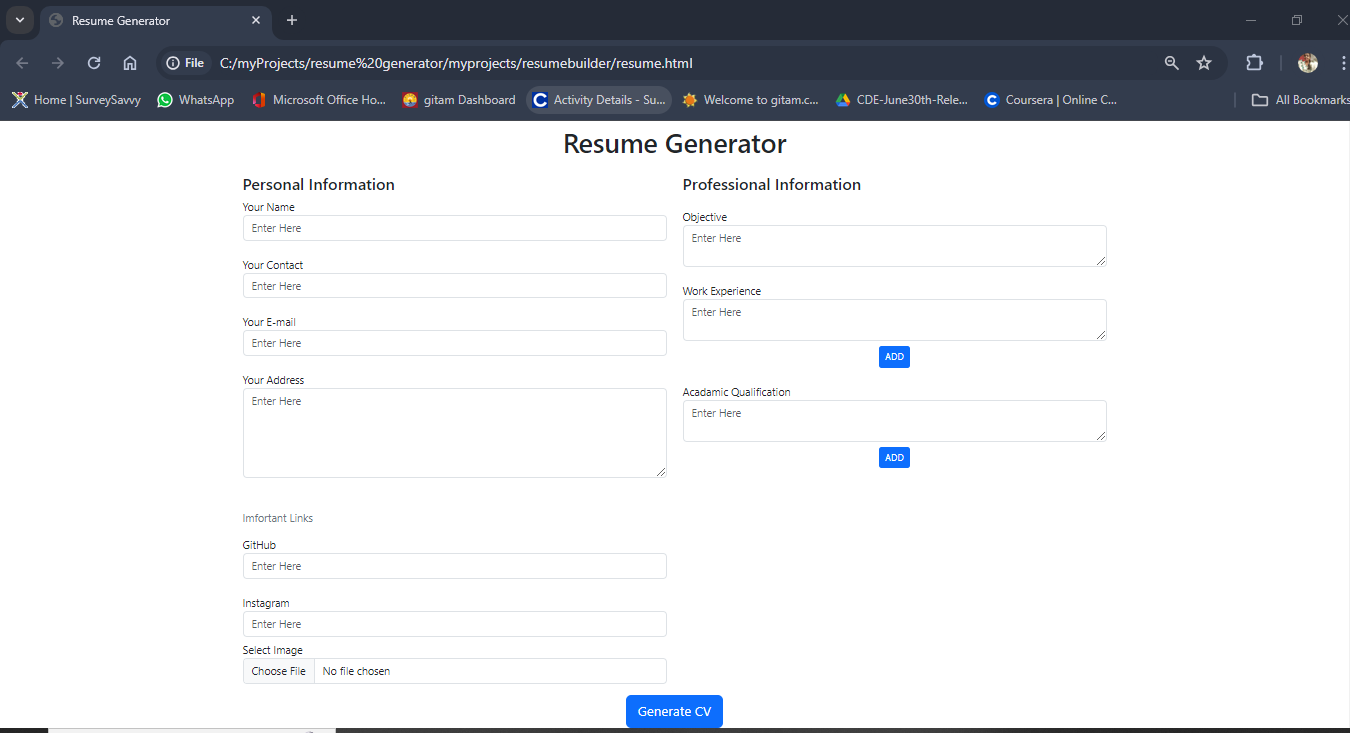 Resume Generator
File C:/myProjects/resume%20generator/myprojects/resumebuilder/resume.html
Home | SurveySavvy WhatsApp Microsoft Office Ho... gitam Dashboard Activity Details - Su... Welcome to gitam.c... CDE-June30th-Rele... Coursera | Online C... All Bookmarks
Resume Generator
Personal Information
Your Name
Enter Here
Your Contact
Enter Here
Your E-mail
Enter Here
Your Address
Enter Here
Imfortant Links
GitHub
Enter Here
Instagram
Enter Here
Select Image
Choose File No file chosen
Professional Information
Objective
Enter Here
Work Experience
Enter Here
ADD
Acadamic Qualification
Enter Here
ADD
Generate CV